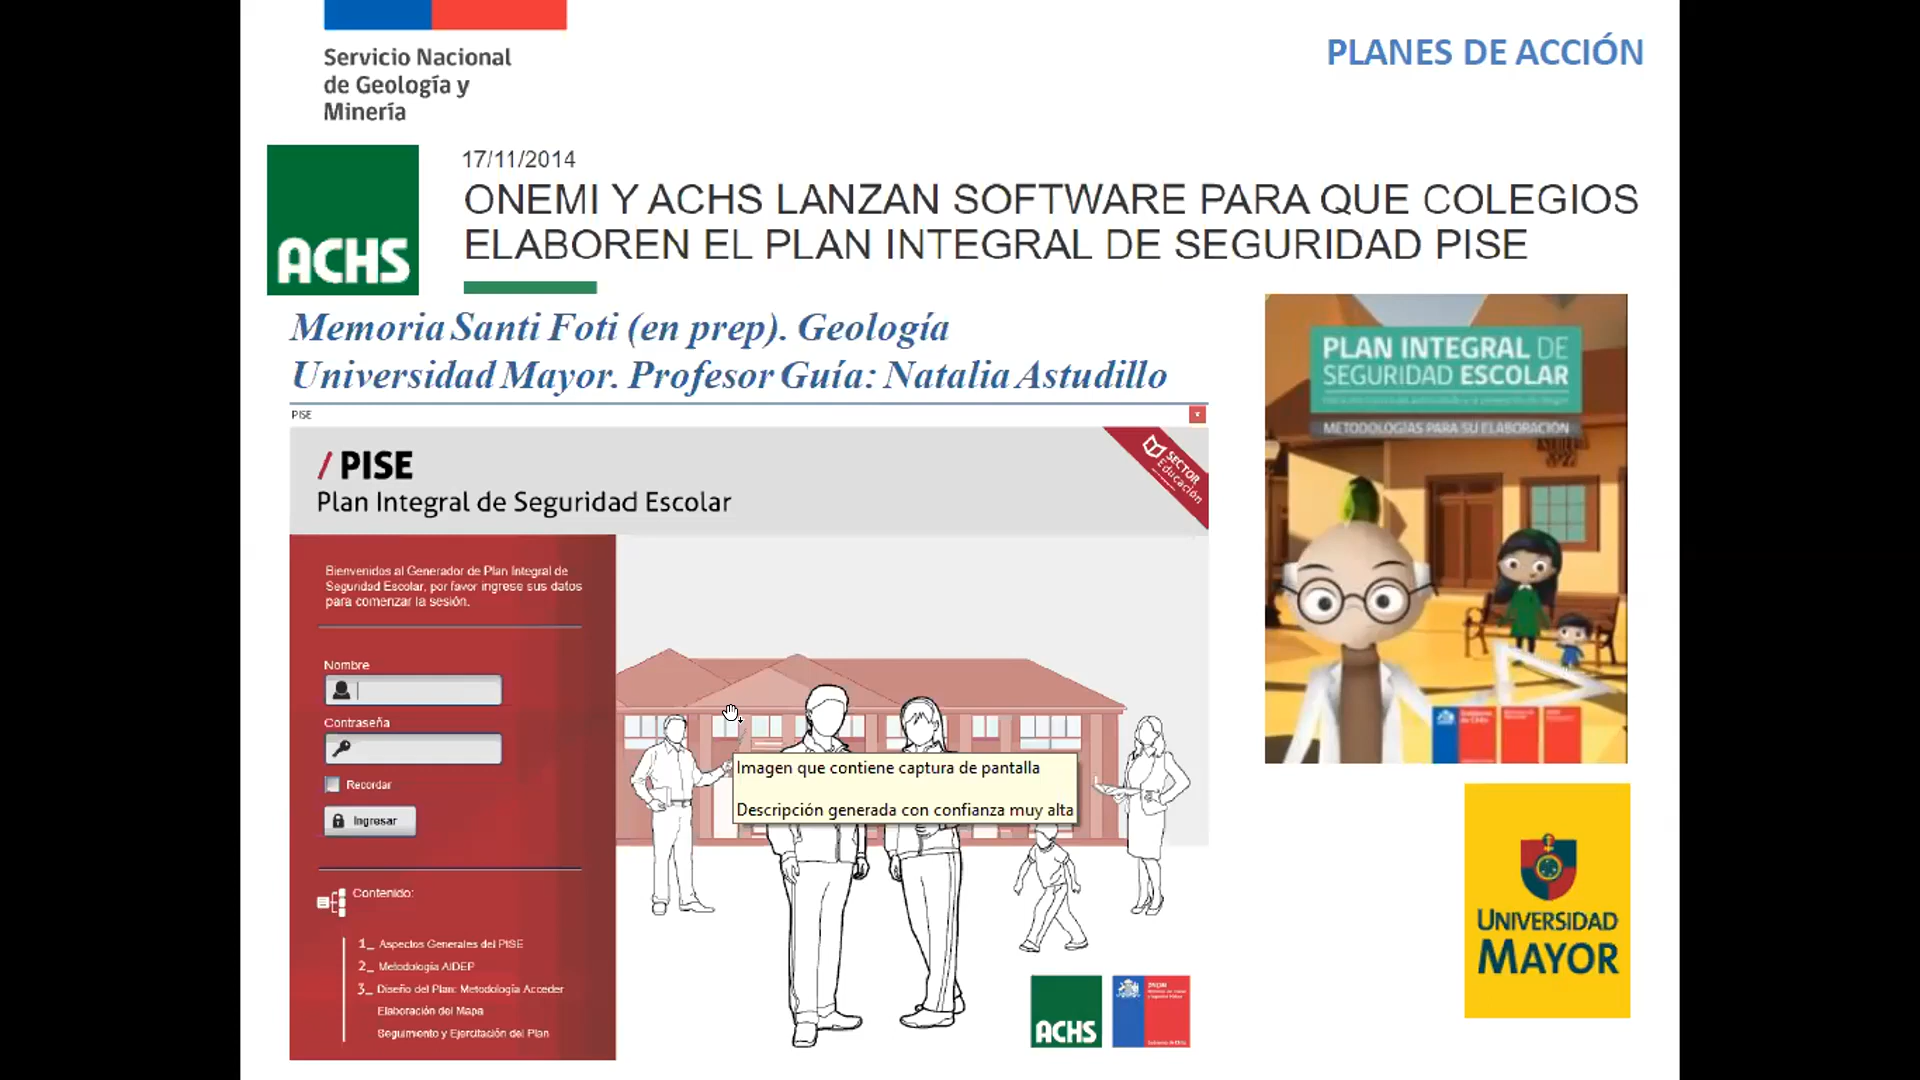 Servicio Nacional
de Geología y
Minería
PLANES DE ACCIÓN
ACHS
17/11/2014
ONEMI Y ACHS LANZAN SOFTWARE PARA QUE COLEGIOS
ELABOREN EL PLAN INTEGRAL DE SEGURIDAD PISE
Memoria Santi Foti (en prep). Geología
Universidad Mayor. Profesor Guía: Natalia Astudillo
PISE
/ PISE
Plan Integral de Seguridad Escolar
SECTOR
Educación
Bienvenidos al Generador de Plan Integral de
Seguridad Escolar, por favor ingrese sus datos
para comenzar la sesión.
Nombre
Contraseña
Recordar
Ingresar
Contenido:
1_ Aspectos Generales del PISE
2_ Metodología AIDEP
3_ Diseño del Plan: Metodología Acceder
Elaboración del Mapa
Seguimiento y Ejercitación del Plan
Imagen que contiene captura de pantalla
Descripción generada con confianza muy alta
ACHS
PLAN INTEGRAL DE
SEGURIDAD ESCOLAR
METODOLOGÍAS PARA SU ELABORACIÓN
UNIVERSIDAD
MAYOR